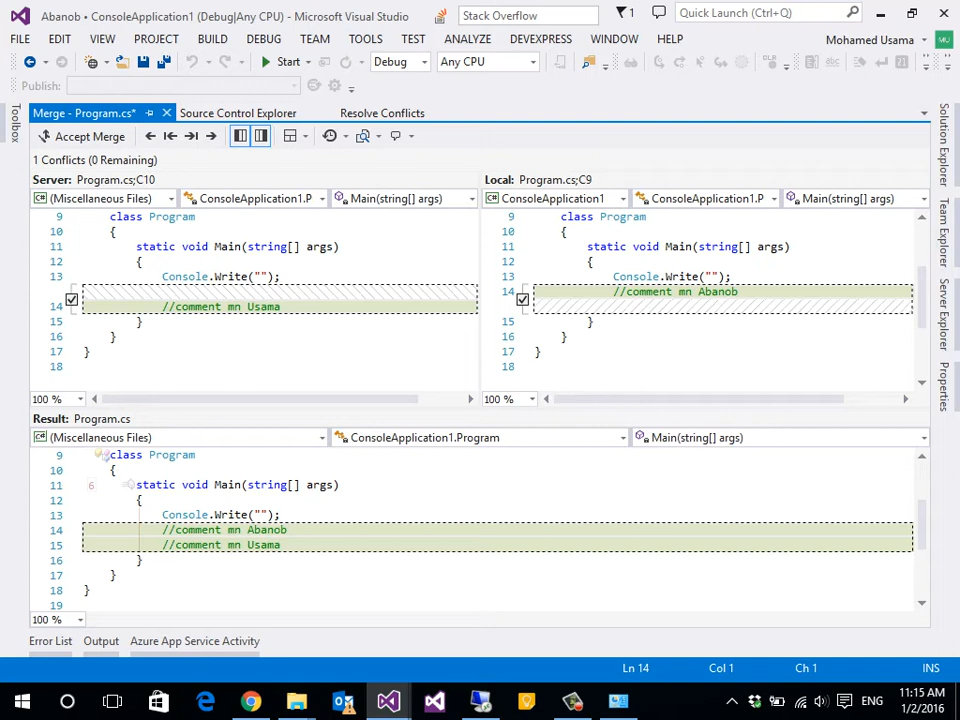 Abanob • ConsoleApplication1 (Debug|Any CPU) - Microsoft Visual Studio
Stack Overflow
1
Quick Launch (Ctrl+Q)
FILE EDIT VIEW PROJECT BUILD DEBUG TEAM TOOLS TEST ANALYZE DEVEXPRESS WINDOW HELP Mohamed Usama MU
Start Debug Any CPU
Publish:
Merge - Program.cs* Source Control Explorer Resolve Conflicts
Accept Merge
1 Conflicts (0 Remaining)
Server: Program.cs;C10
(Miscellaneous Files) ConsoleApplication1.P Main(string[] args)
9 class Program
10 {
11 static void Main(string[] args)
12 {
13 Console.Write("");
14 //comment mn Usama
15 }
16 }
17 }
18
100 %
Local: Program.cs;C9
ConsoleApplication1 ConsoleApplication1.P Main(string[] args)
9 class Program
10 {
11 static void Main(string[] args)
12 {
13 Console.Write("");
14 //comment mn Abanob
15 }
16 }
17 }
18
100 %
Result: Program.cs
(Miscellaneous Files) ConsoleApplication1.Program Main(string[] args)
9 class Program
10 {
11 6 static void Main(string[] args)
12 {
13 Console.Write("");
14 //comment mn Abanob
15 //comment mn Usama
16 }
17 }
18 }
19
100 %
Toolbox
Solution Explorer
Team Explorer
Server Explorer
Properties
Error List Output Azure App Service Activity
Ln 14 Col 1 Ch 1 INS
ENG
11:15 AM
1/2/2016